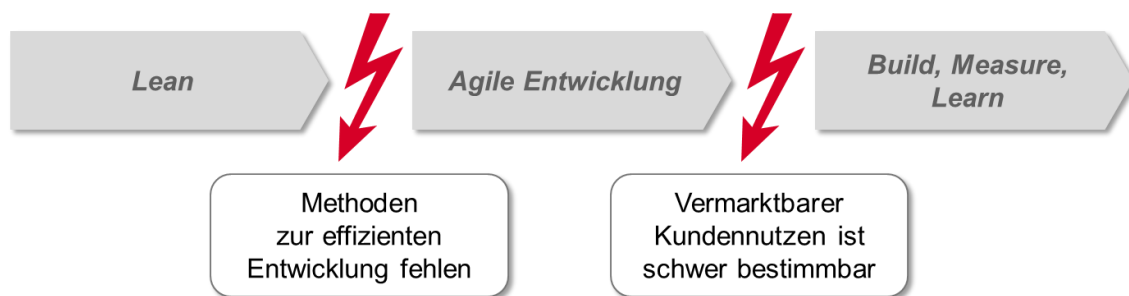 Lean
Agile Entwicklung
Build, Measure,
Learn
Methoden
zur effizienten
Entwicklung fehlen
Vermarktbarer
Kundennutzen ist
schwer bestimmbar